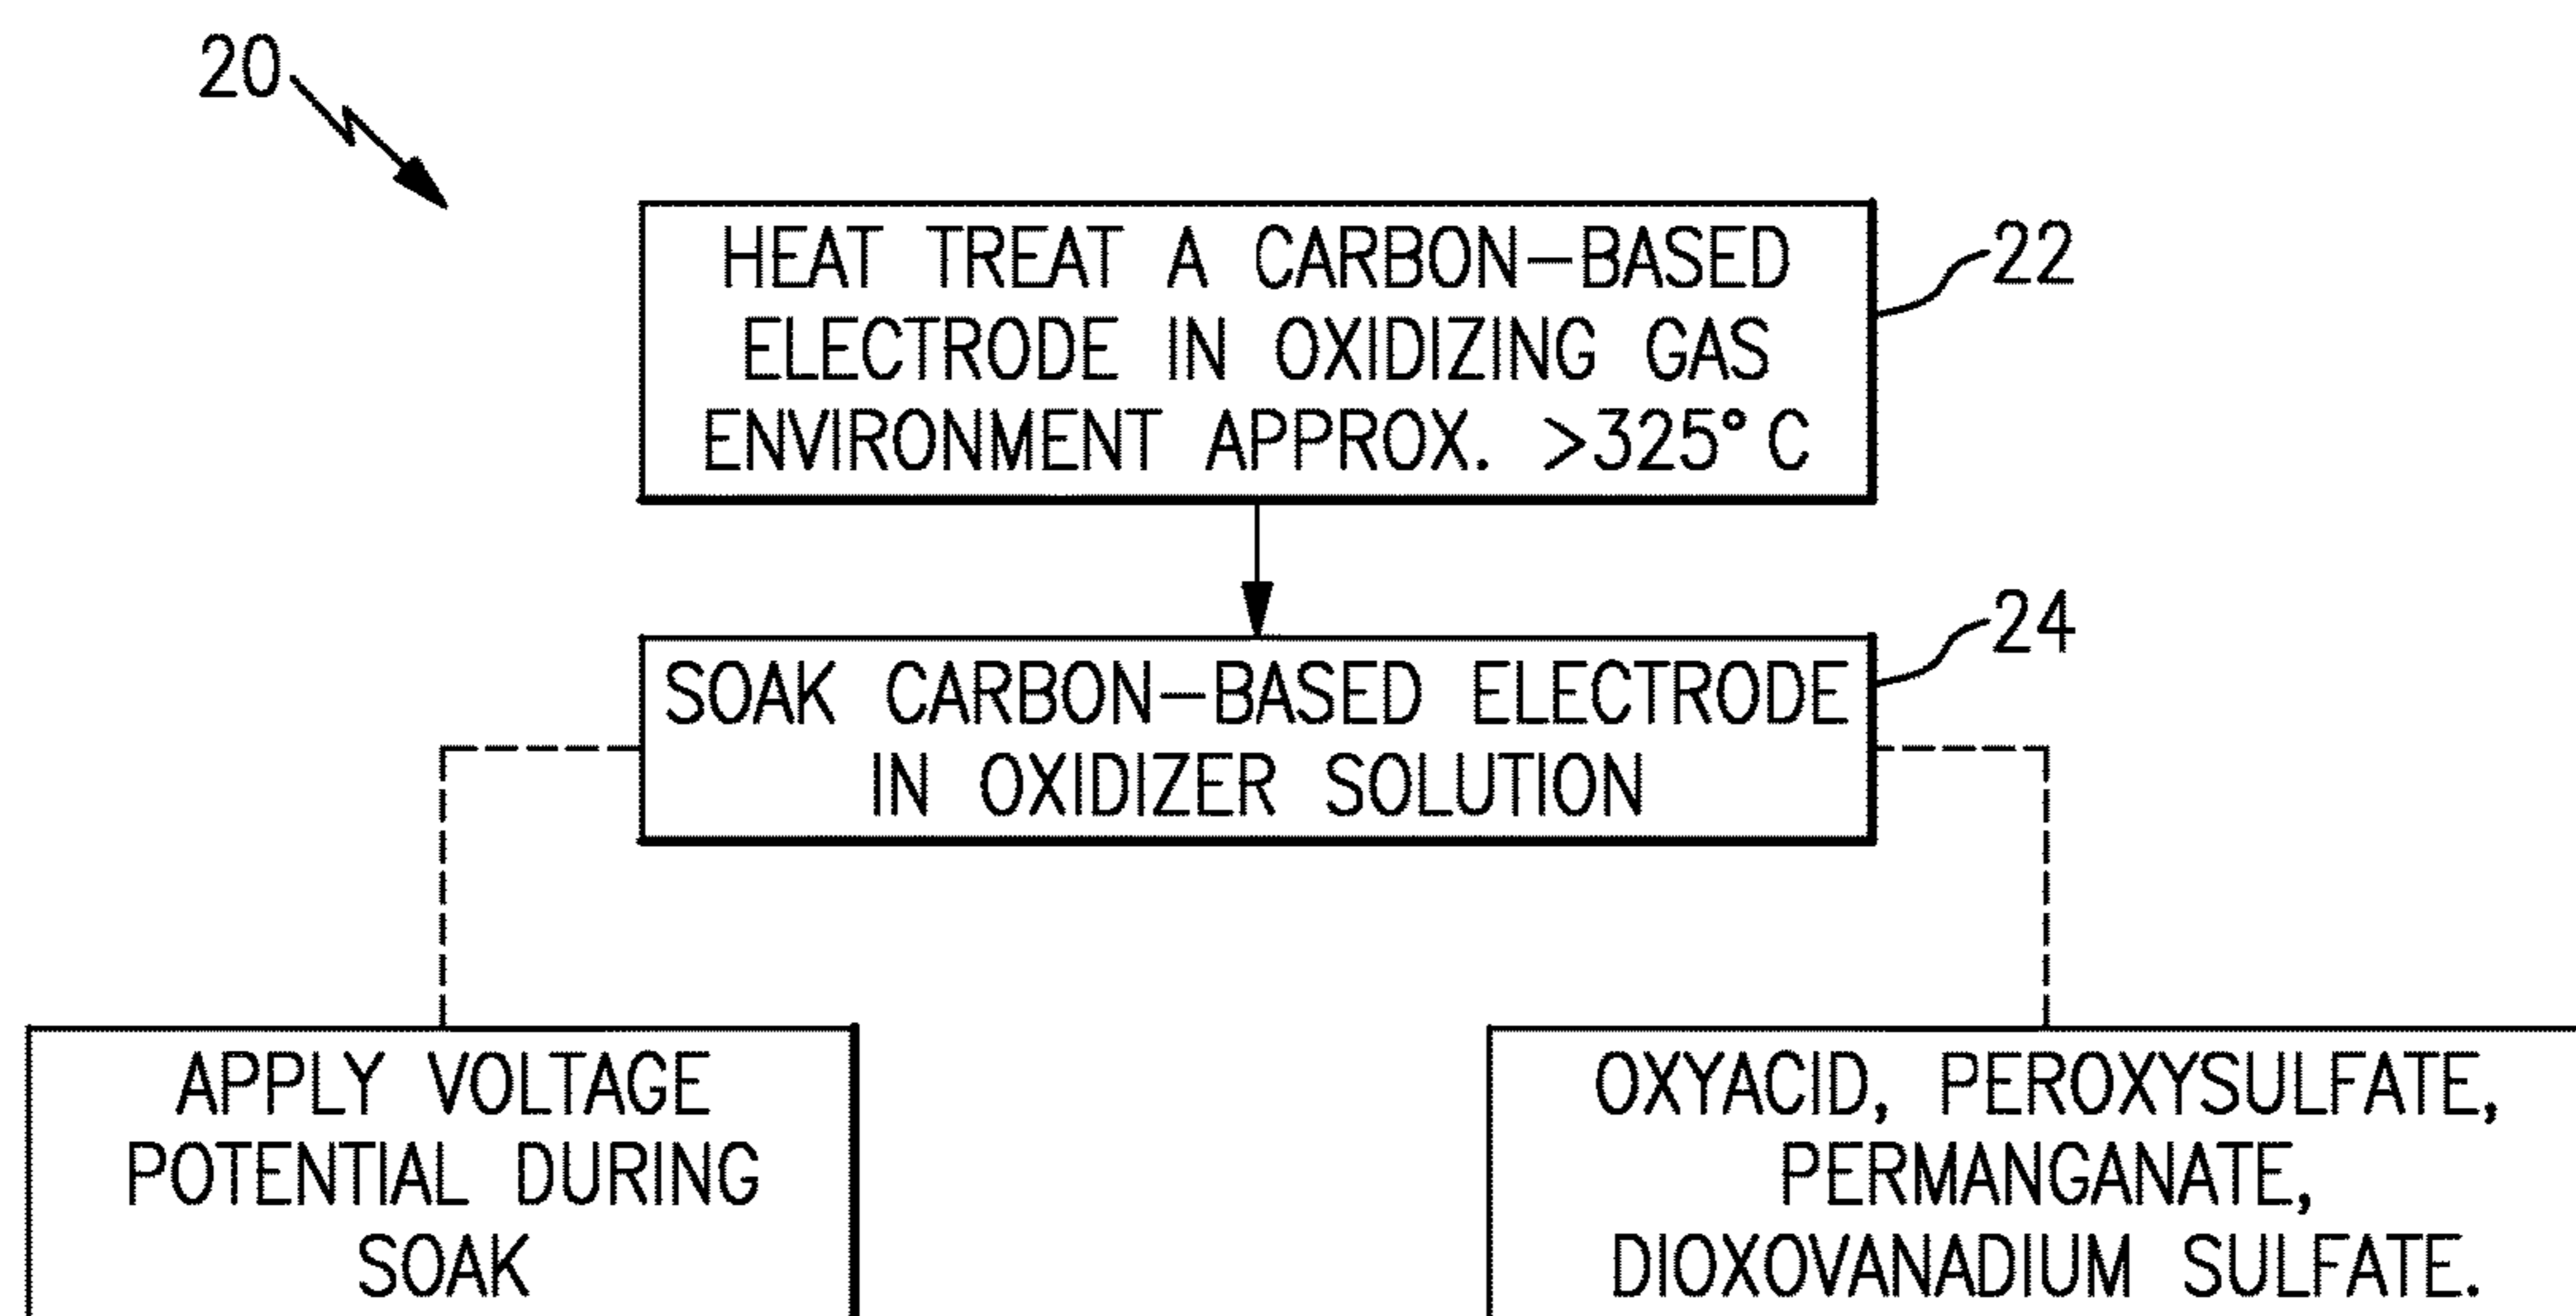 20
HEAT TREAT A CARBON-BASED
ELECTRODE IN OXIDIZING GAS
ENVIRONMENT APPROX. >325° C
22
SOAK CARBON-BASED ELECTRODE
IN OXIDIZER SOLUTION
24
APPLY VOLTAGE
POTENTIAL DURING
SOAK
OXYACID, PEROXYSULFATE,
PERMANGANATE,
DIOXOVANADIUM SULFATE.